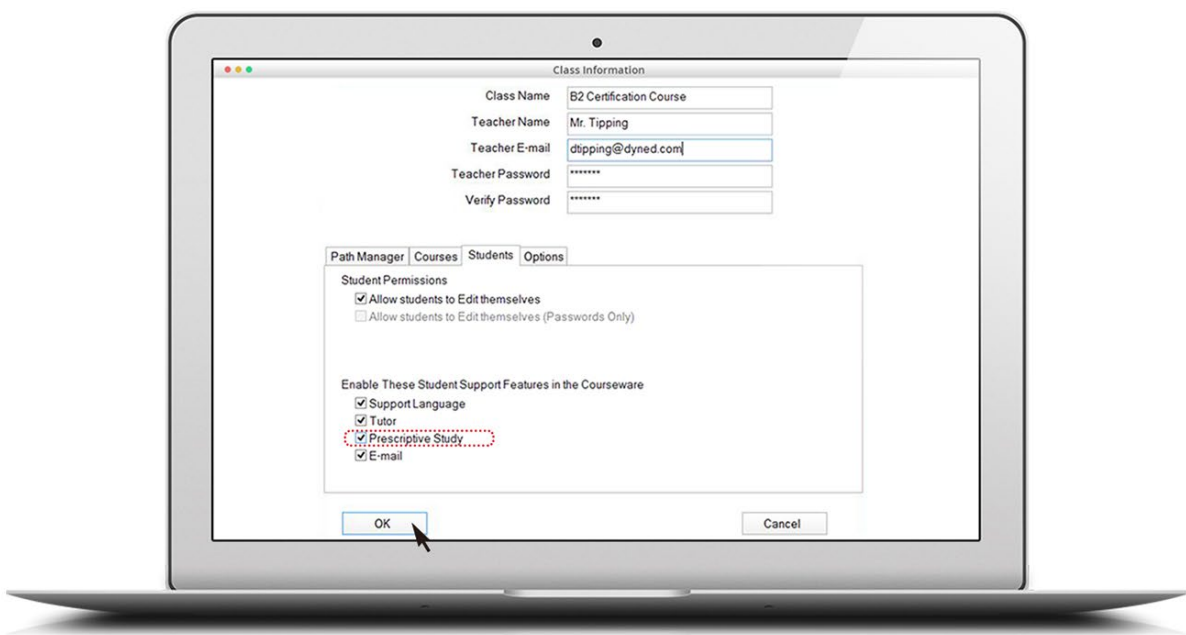 Class Information
Class Name B2 Certification Course
Teacher Name Mr. Tipping
Teacher E-mail dtipping@dyned.com
Teacher Password *******
Verify Password *******
Path Manager Courses Students Options
Student Permissions
Allow students to Edit themselves
Allow students to Edit themselves (Passwords Only)
Enable These Student Support Features in the Courseware
Support Language
Tutor
Prescriptive Study
E-mail
OK Cancel